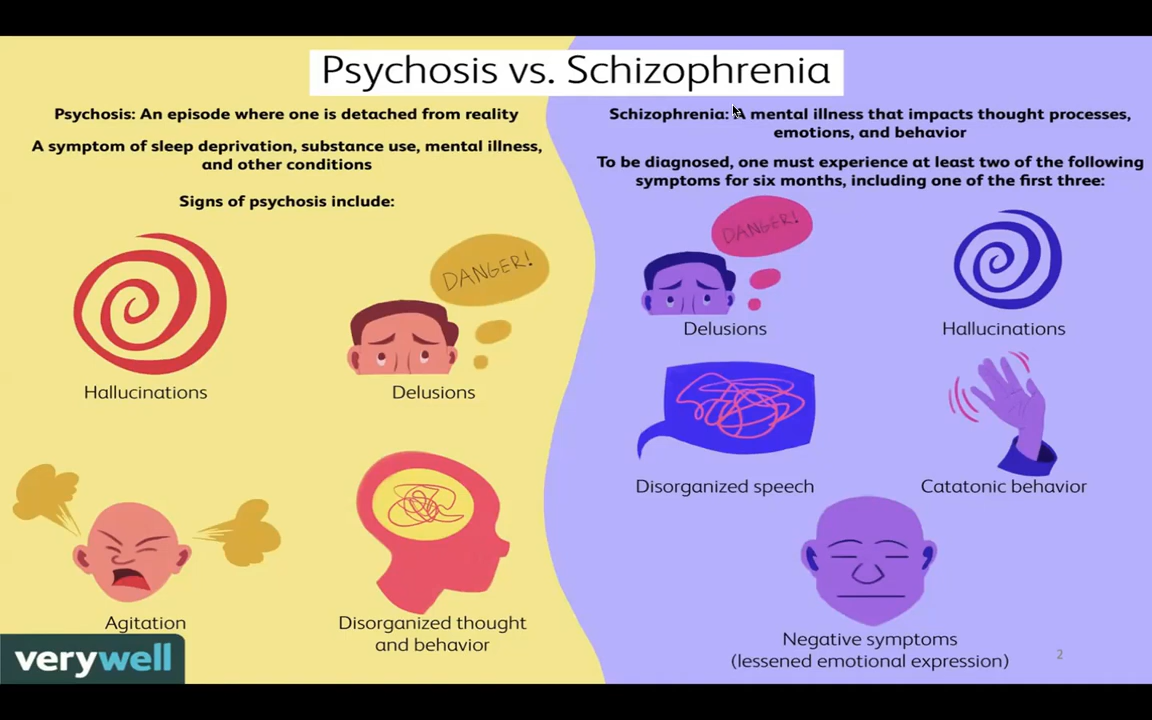 Psychosis vs. Schizophrenia
Psychosis: An episode where one is detached from reality
A symptom of sleep deprivation, substance use, mental illness,
and other conditions
Signs of psychosis include:
Hallucinations
DANGER!
Delusions
Agitation
Disorganized thought
and behavior
Schizophrenia: A mental illness that impacts thought processes,
emotions, and behavior
To be diagnosed, one must experience at least two of the following
symptoms for six months, including one of the first three:
DANGER!
Delusions
Hallucinations
Disorganized speech
Catatonic behavior
Negative symptoms
(lessened emotional expression)
verywell
2